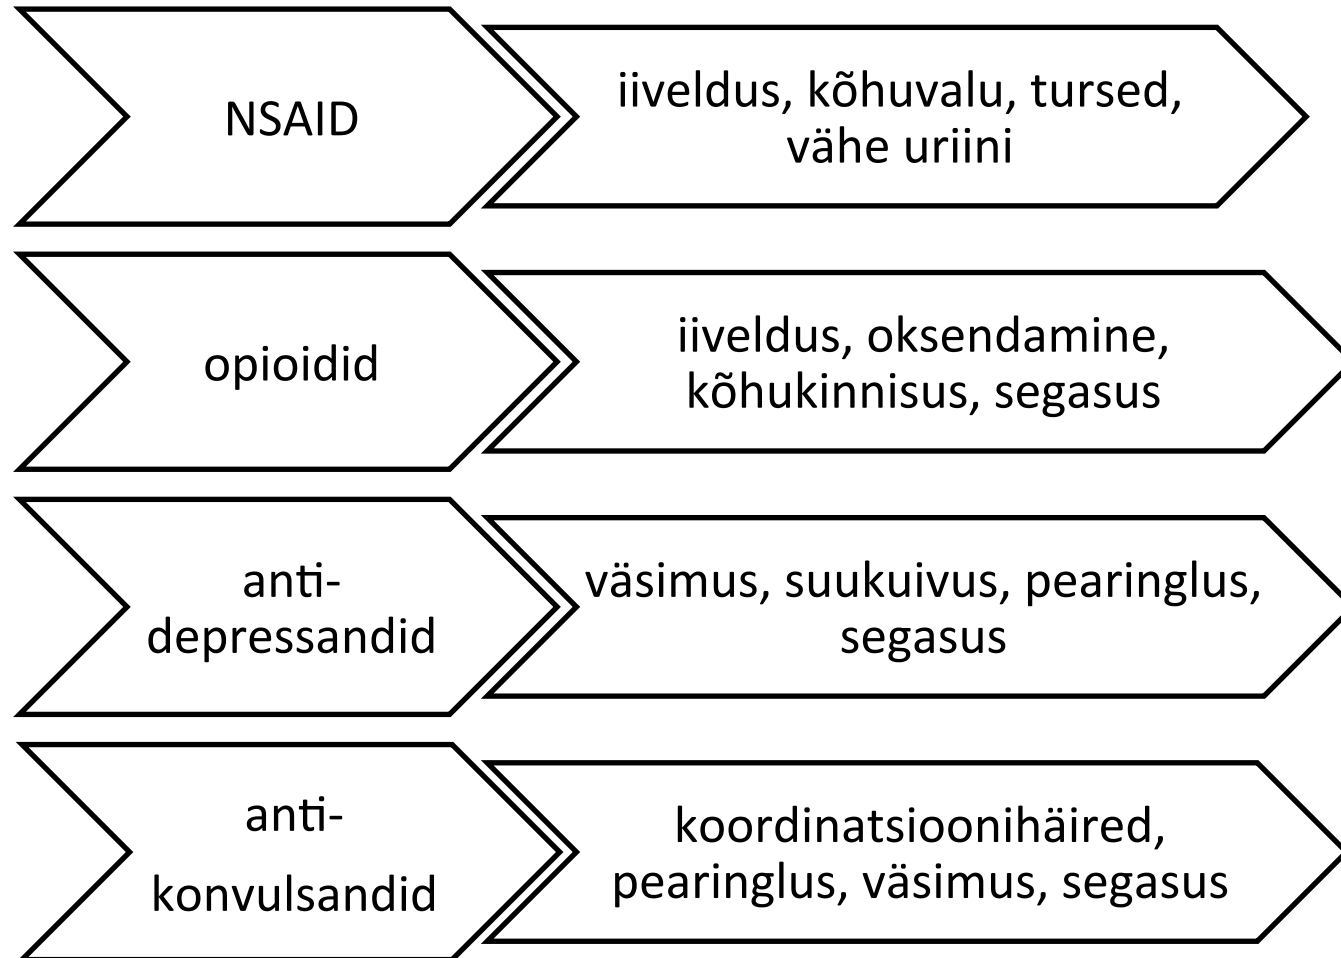 NSAID
iiveldus, kõhuvalu, tursed,
vähe uriini
opioidid
iiveldus, oksendamine,
kõhukinnisus, segasus
anti-
depressandid
väsimus, suukuivus, pearinglus,
segasus
anti-
konvulsandid
koordinatsioonihäired,
pearinglus, väsimus, segasus